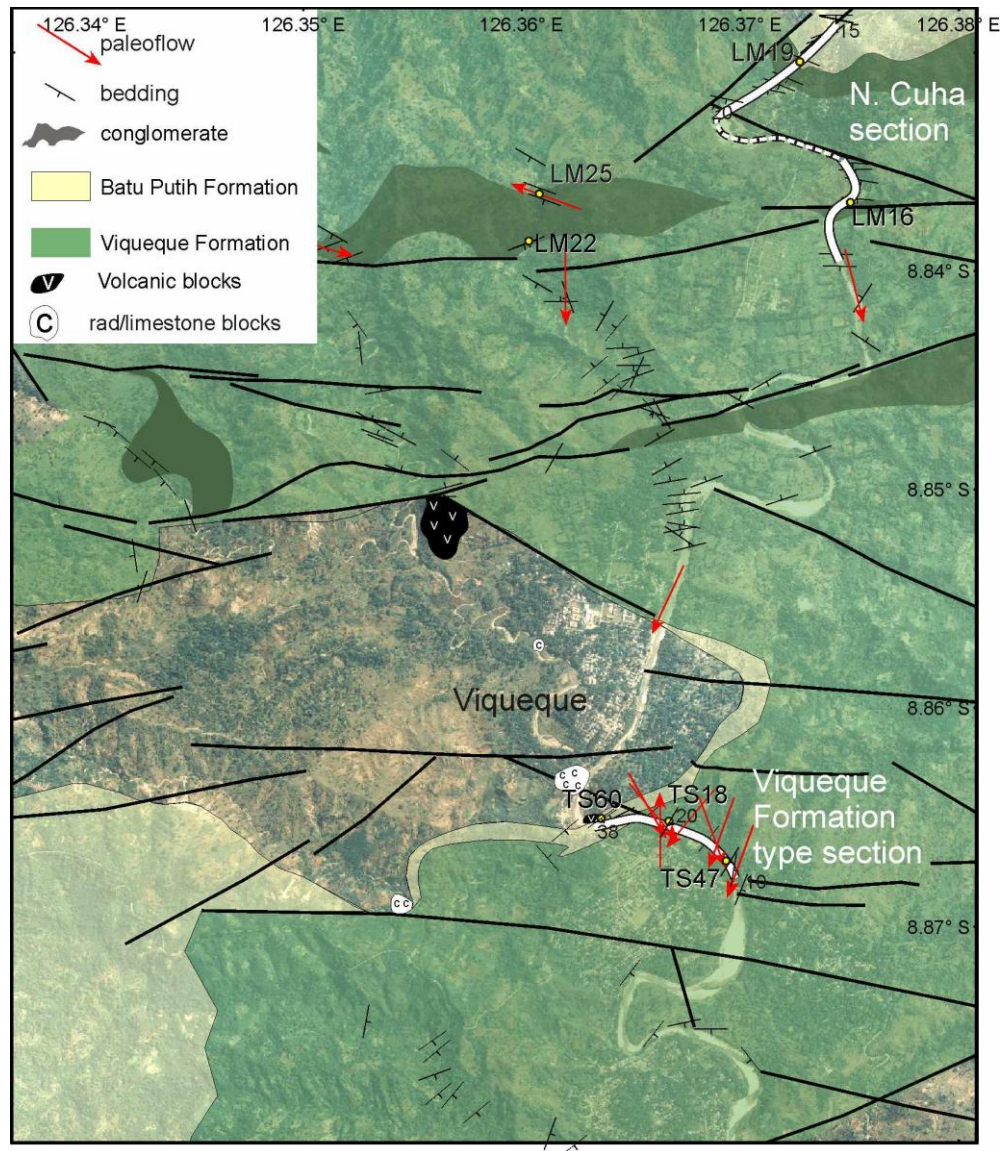 126.34° E
126.35° E
126.36° E
126.37° E
126.38° E
paleoflow
bedding
conglomerate
Batu Putih Formation
Viqueque Formation
V
Volcanic blocks
C
rad/limestone blocks
15
LM19
N. Cuha
section
LM25
LM16
LM22
8.84° S
8.85° S
V
V
V
V
C
Viqueque
8.86° S
C C
C C
TS60
TS18
V
38
20
Viqueque
Formation
type section
TS47
10
C C
8.87° S